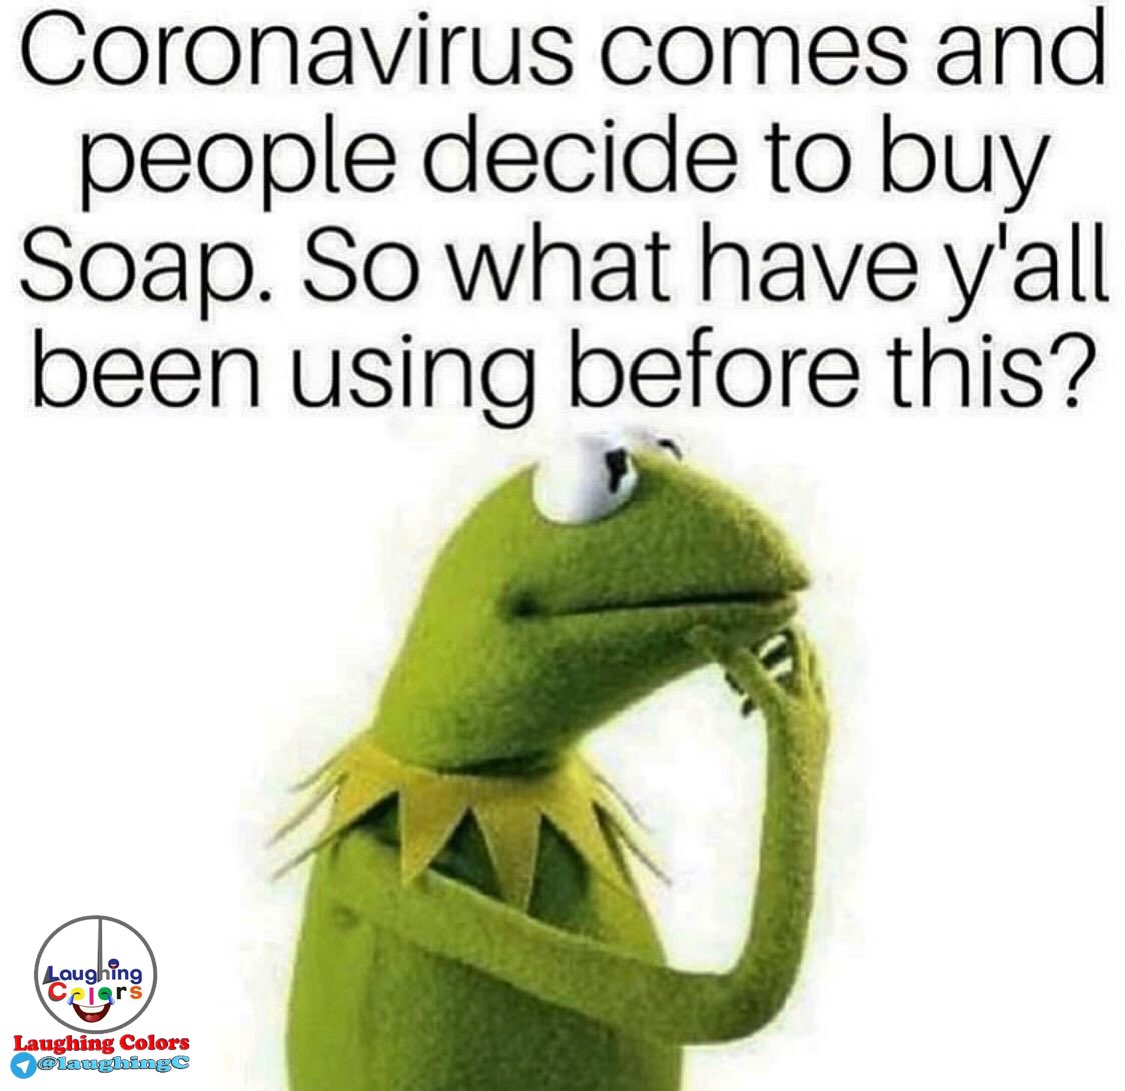 Coronavirus comes and
people decide to buy
Soap. So what have y'all
been using before this?
Laughing
Colors
Laughing Colors
@laughingC